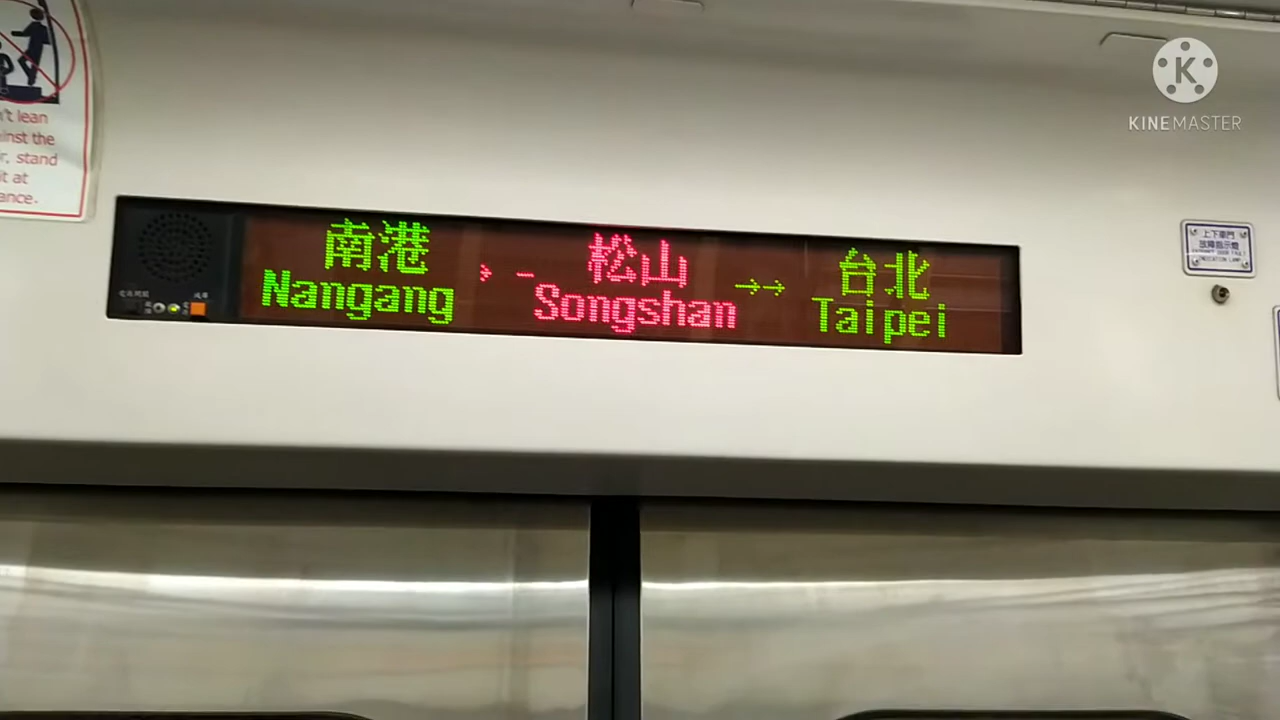 't lean
inst the
r, stand
it at
ance.
南港
Nangang
松山
Songshan
→→
台北
Taipei
K
KINEMASTER
上下車門
故障指示燈